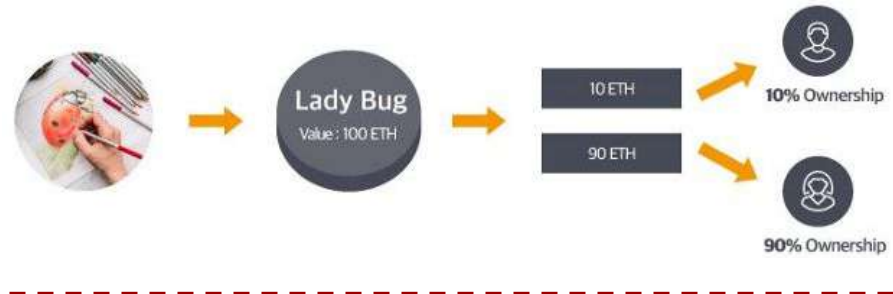 Lady Bug
Value : 100 ETH
10 ETH
90 ETH
10% Ownership
90% Ownership